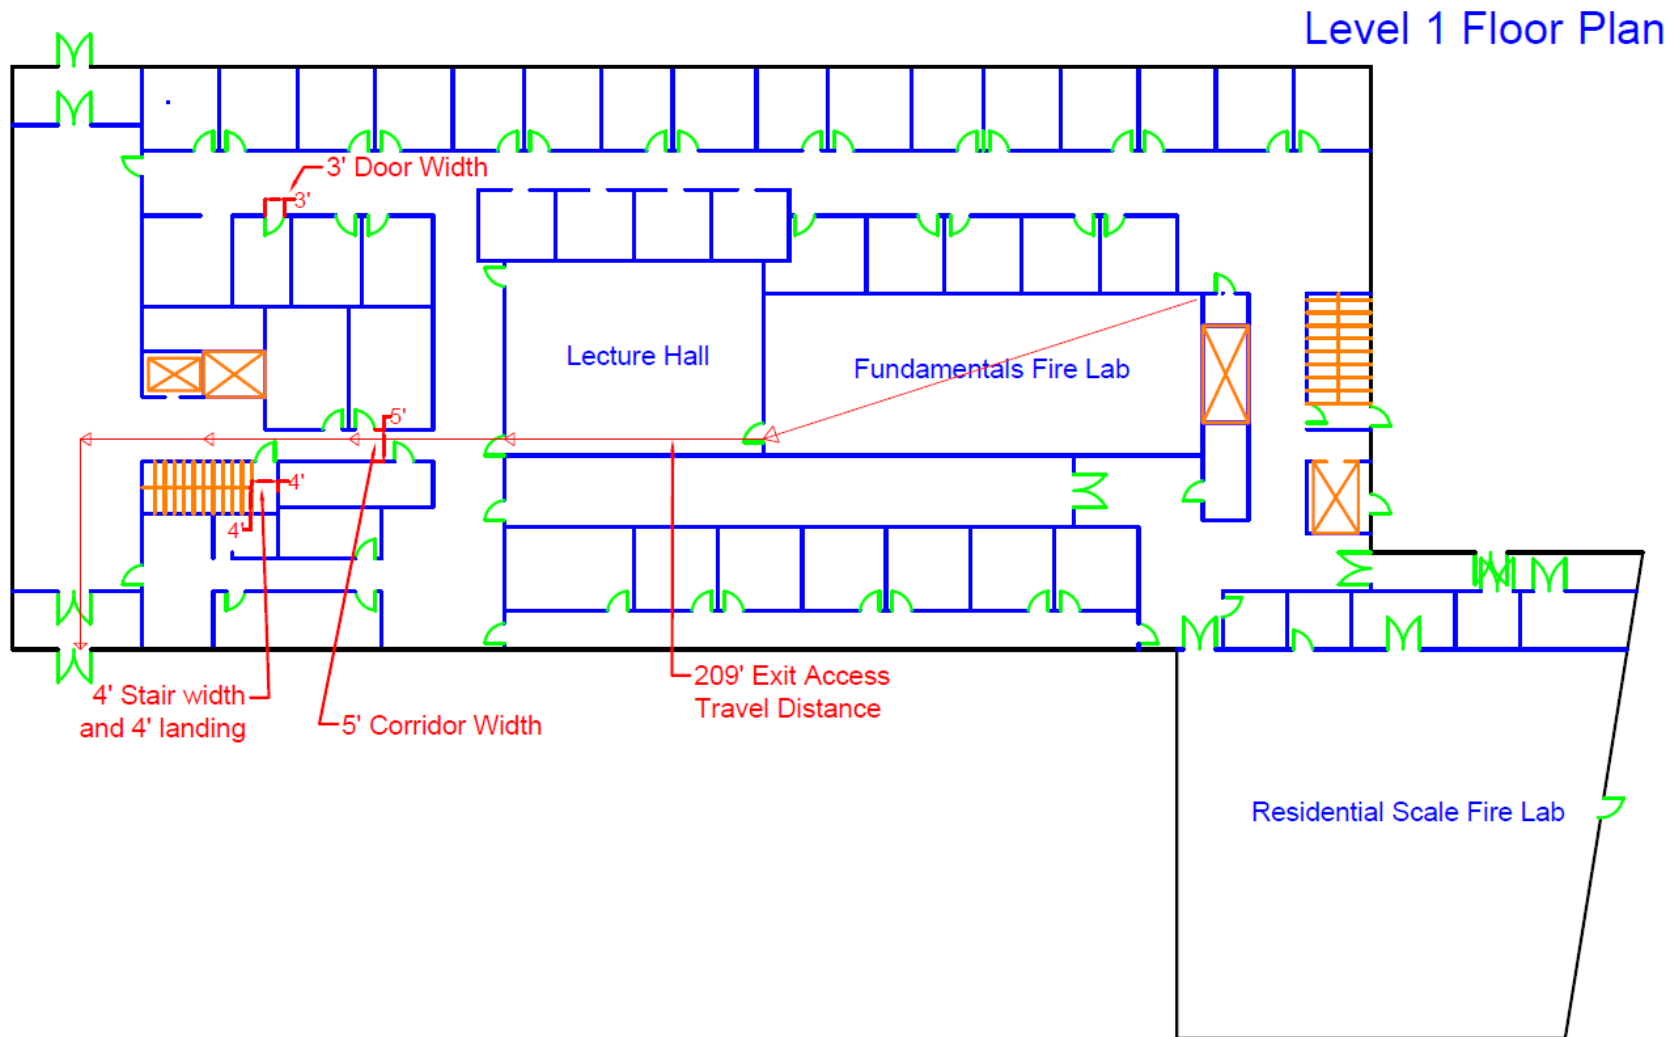 Level 1 Floor Plan
3' Door Width
3'
Lecture Hall
Fundamentals Fire Lab
5'
4'
4'
209' Exit Access
Travel Distance
4' Stair width
and 4' landing
5' Corridor Width
Residential Scale Fire Lab